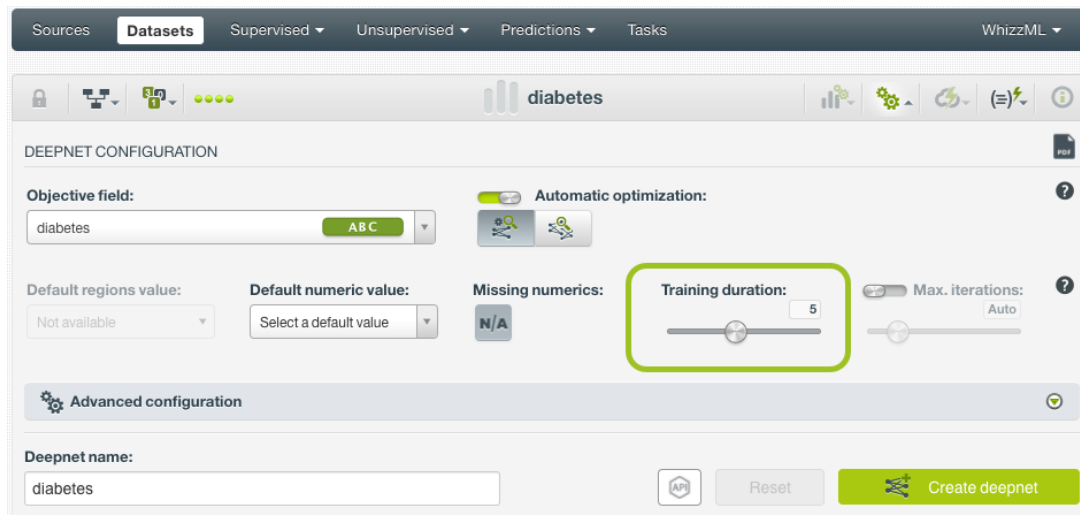 Sources Datasets Supervised Unsupervised Predictions Tasks WhizzML
diabetes
DEEPNET CONFIGURATION
PDF
Objective field: Automatic optimization:
diabetes ABC
Default regions value: Default numeric value: Missing numerics: Training duration: Max. iterations:
Not available Select a default value N/A 5 Auto
Advanced configuration
Deepnet name:
diabetes API Reset Create deepnet